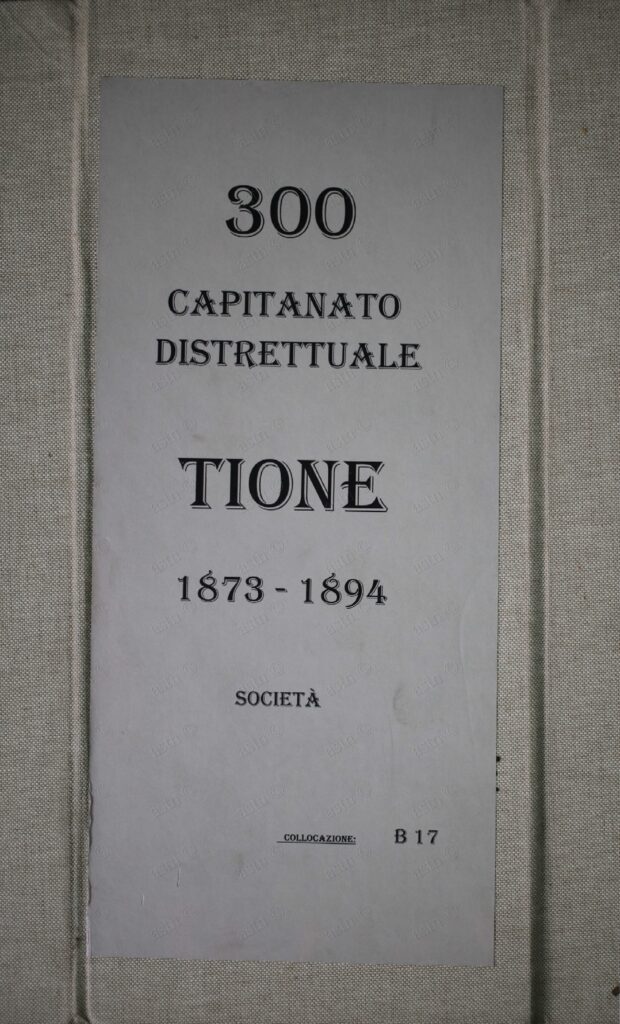 300
CAPITANATO
DISTRETTUALE
TIONE
1873 - 1894
SOCIETÀ
COLLOCAZIONE: B 17